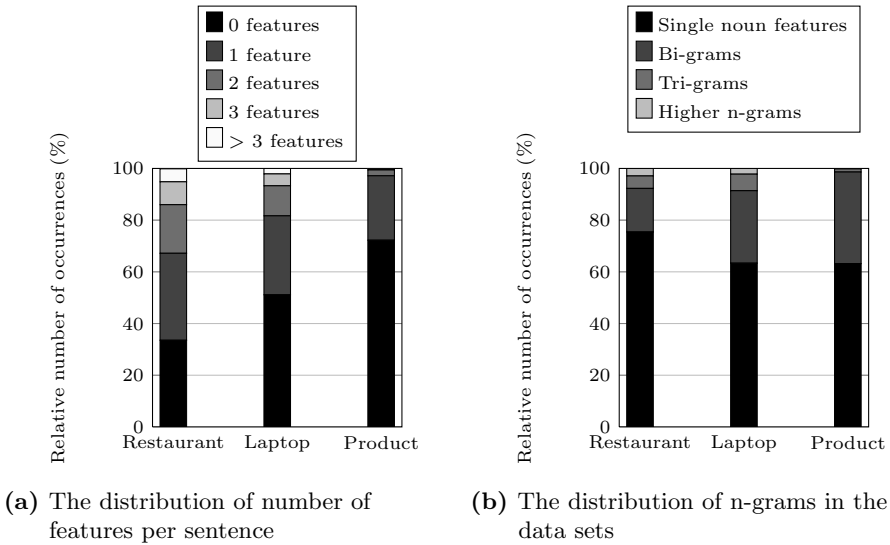 0 features
1 feature
2 features
3 features
> 3 features
Relative number of occurrences (%)
100
80
60
40
20
0
Restaurant Laptop Product
(a) The distribution of number of
features per sentence
Single noun features
Bi-grams
Tri-grams
Higher n-grams
Relative number of occurrences (%)
100
80
60
40
20
0
Restaurant Laptop Product
(b) The distribution of n-grams in the
data sets